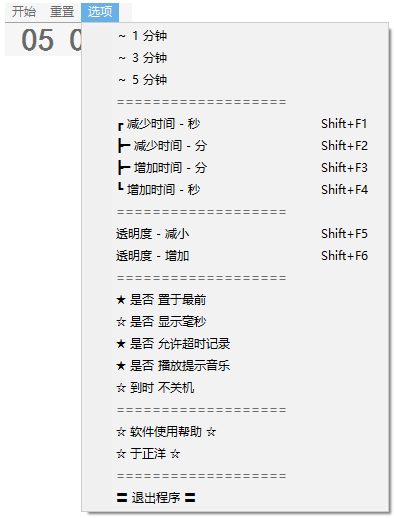 开始 重置 选项
05 0
~ 1 分钟
~ 3 分钟
~ 5 分钟
===================
┏ 减少时间 - 秒 Shift+F1
┣━ 减少时间 - 分 Shift+F2
┣━ 增加时间 - 分 Shift+F3
┗ 增加时间 - 秒 Shift+F4
===================
透明度 - 减小 Shift+F5
透明度 - 增加 Shift+F6
===================
★ 是否 置于最前
☆ 是否 显示毫秒
★ 是否 允许超时记录
★ 是否 播放提示音乐
☆ 到时 不关机
===================
☆ 软件使用帮助 ☆
☆ 于正洋 ☆
===================
〓 退出程序 〓